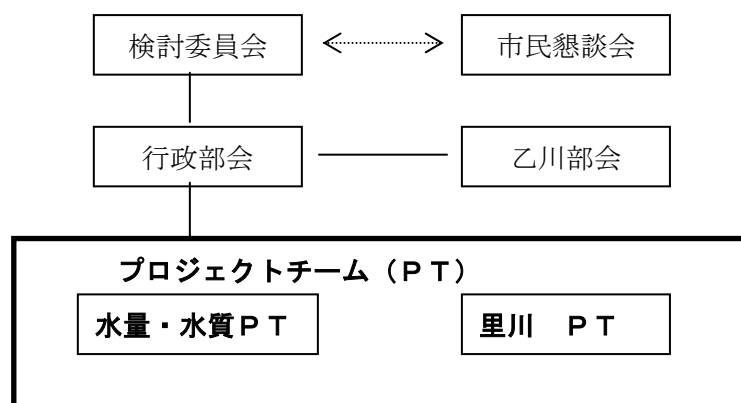 検討委員会
市民懇談会
行政部会
乙川部会
プロジェクトチーム（ＰＴ）
水量・水質ＰＴ
里川　ＰＴ